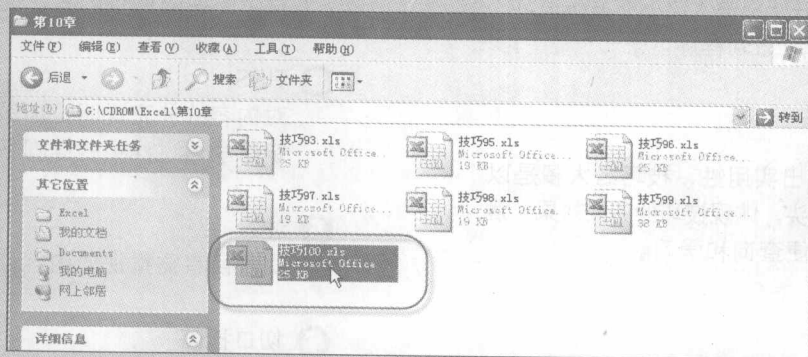 第10章
文件(F) 编辑(E) 查看(V) 收藏(A) 工具(T) 帮助(H)
后退 搜索 文件夹
地址(D) G:\CDROM\Excel\第10章 转到
文件和文件夹任务
其它位置
Excel
我的文档
Documents
我的电脑
网上邻居
详细信息
技巧93.xls
Microsoft Office...
25 KB
技巧95.xls
Microsoft Office...
19 KB
技巧96.xls
Microsoft Office...
25 KB
技巧97.xls
Microsoft Office...
19 KB
技巧98.xls
Microsoft Office...
19 KB
技巧99.xls
Microsoft Office...
32 KB
技巧100.xls
Microsoft Office
25 KB